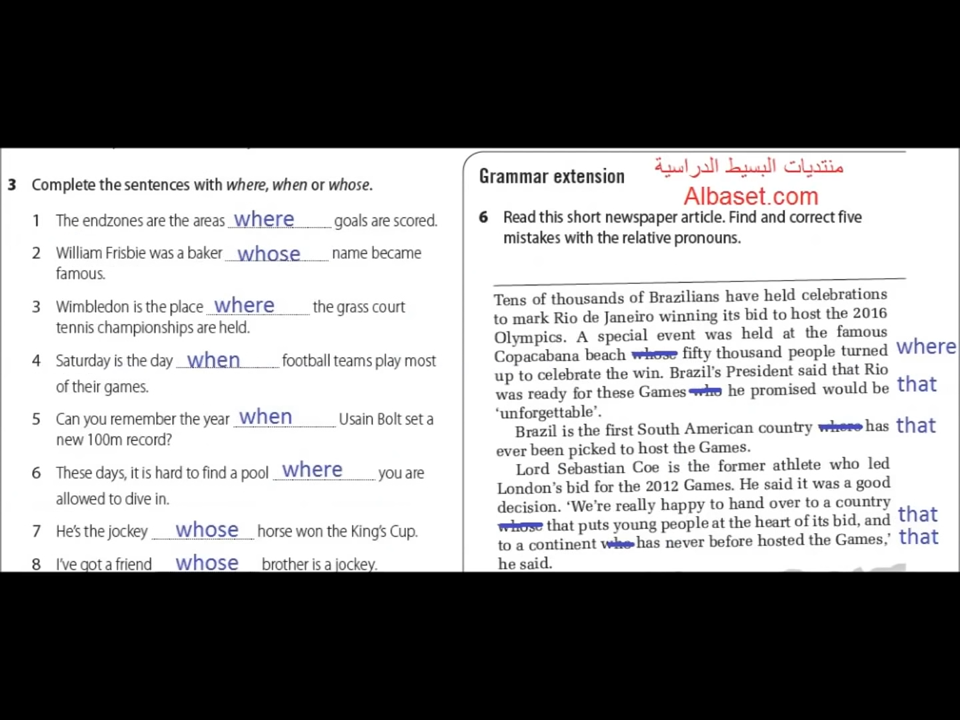 3 Complete the sentences with where, when or whose.
1 The endzones are the areas where goals are scored.
2 William Frisbie was a baker whose name became
famous.
3 Wimbledon is the place where the grass court
tennis championships are held.
4 Saturday is the day when football teams play most
of their games.
5 Can you remember the year when Usain Bolt set a
new 100m record?
6 These days, it is hard to find a pool where you are
allowed to dive in.
7 He's the jockey whose horse won the King's Cup.
8 I've got a friend whose brother is a jockey.
Grammar extension
منتديات البسيط الدراسية
Albaset.com
6 Read this short newspaper article. Find and correct five
mistakes with the relative pronouns.
Tens of thousands of Brazilians have held celebrations
to mark Rio de Janeiro winning its bid to host the 2016
Olympics. A special event was held at the famous
Copacabana beach whose fifty thousand people turned where
up to celebrate the win. Brazil's President said that Rio
was ready for these Games who he promised would be that
'unforgettable'.
Brazil is the first South American country where has that
ever been picked to host the Games.
Lord Sebastian Coe is the former athlete who led
London's bid for the 2012 Games. He said it was a good
decision. 'We're really happy to hand over to a country
whose that puts young people at the heart of its bid, and that
to a continent who has never before hosted the Games,' that
he said.